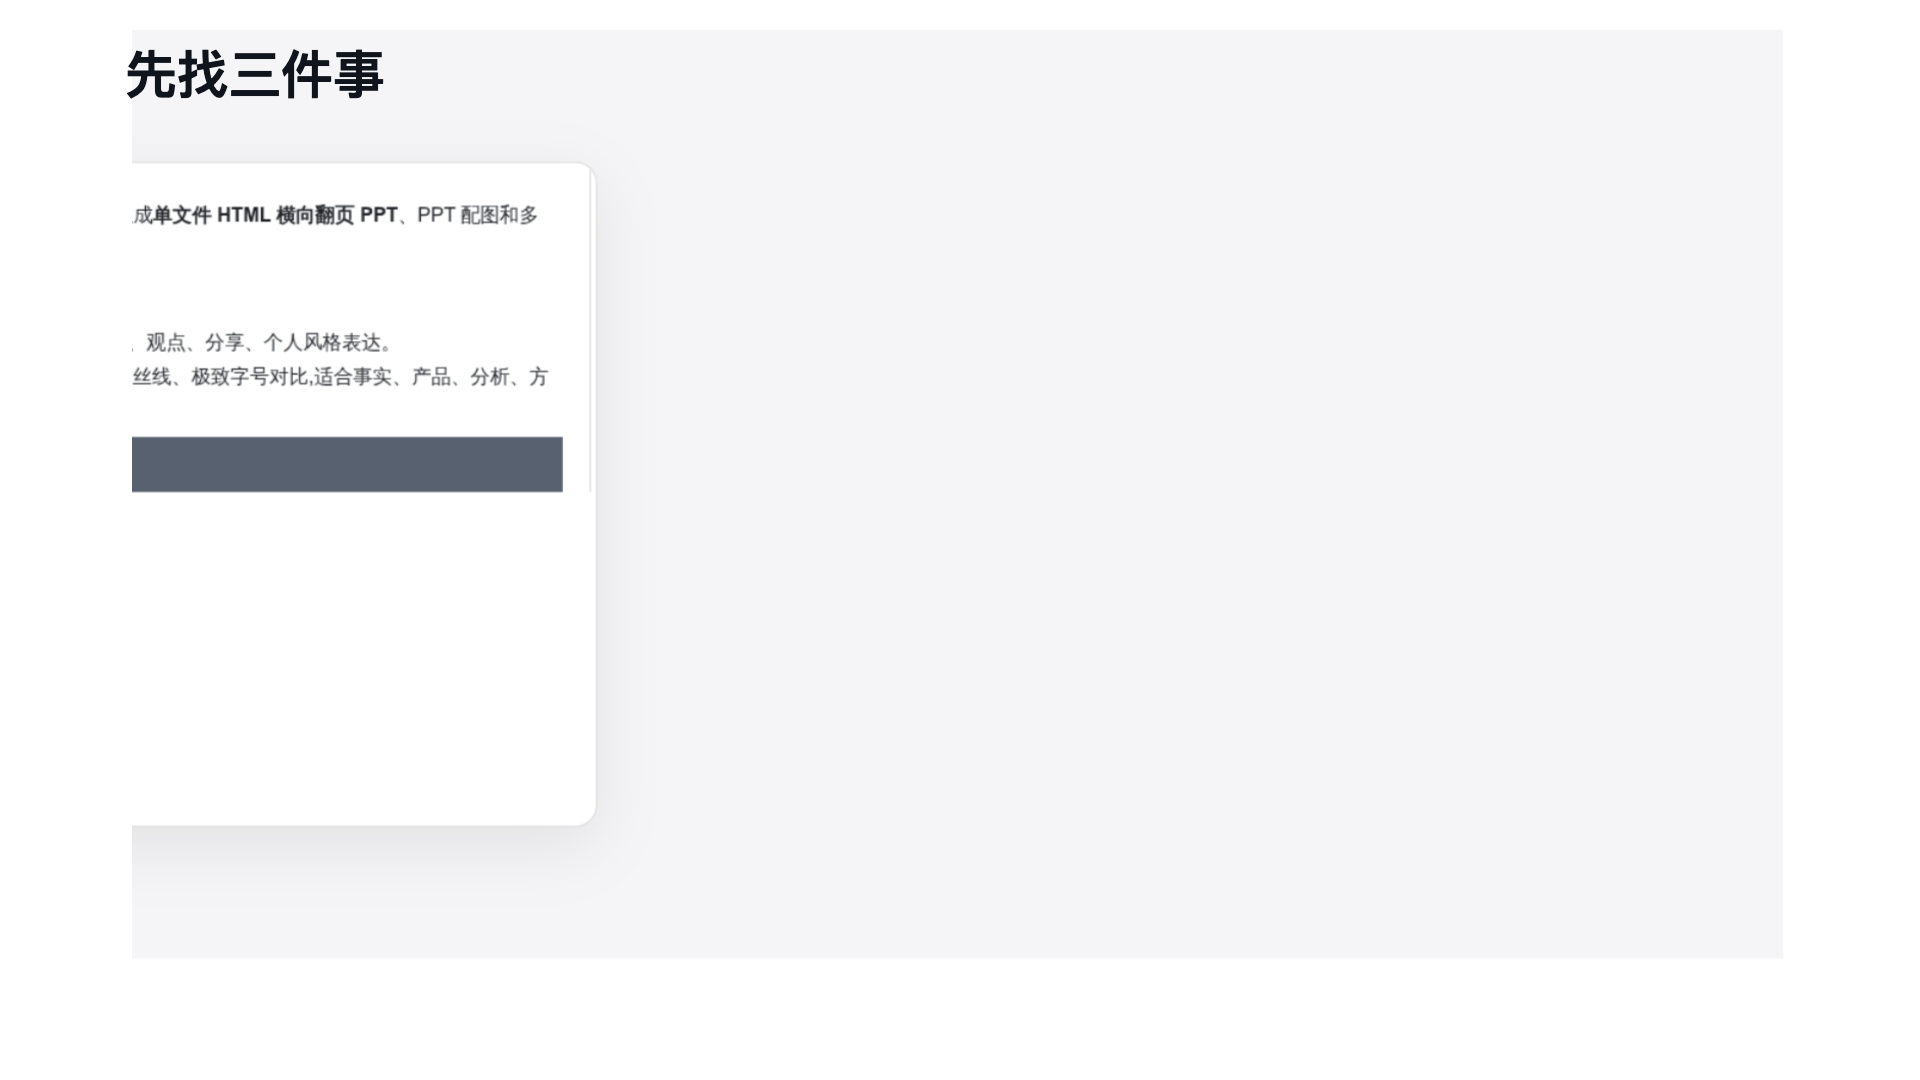 先找三件事
成单文件 HTML 横向翻页 PPT、PPT 配图和多
、观点、分享、个人风格表达。
丝线、极致字号对比,适合事实、产品、分析、方